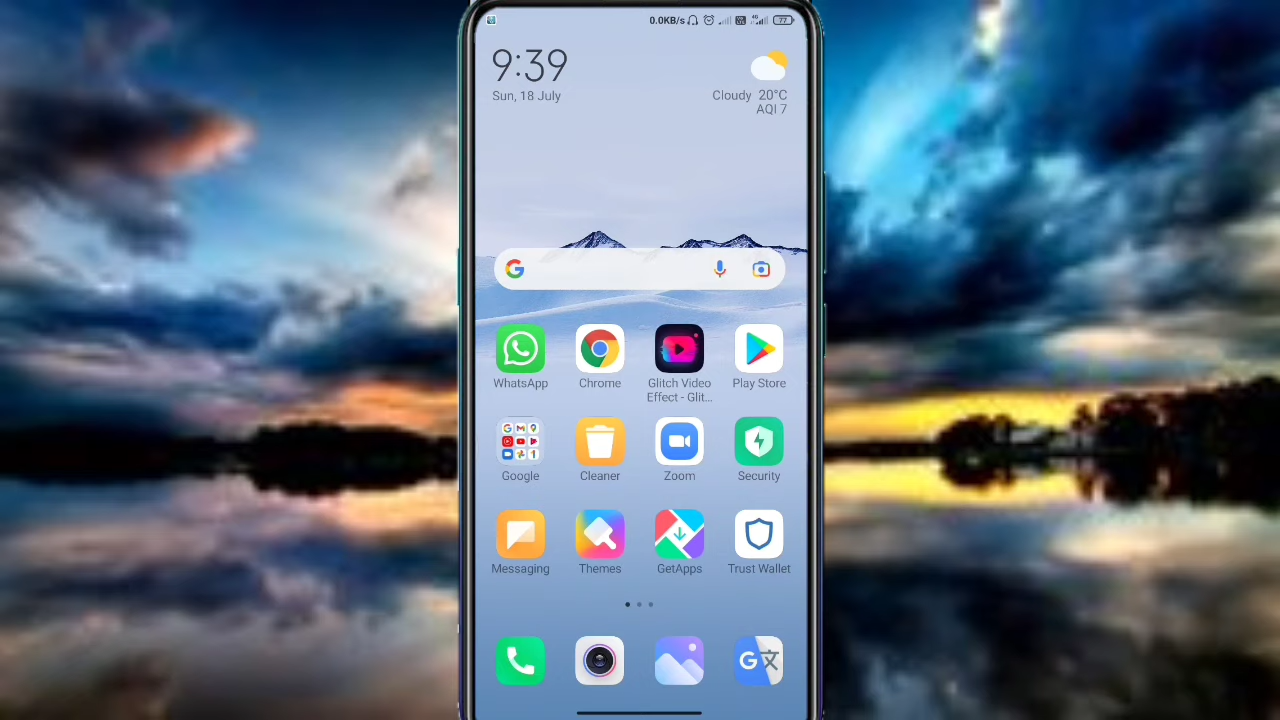 0.0KB/s 4G 77
9:39
Sun, 18 July
Cloudy 20°C
AQI 7
WhatsApp
Chrome
Glitch Video
Effect - Glit...
Play Store
Google
Cleaner
Zoom
Security
Messaging
Themes
GetApps
Trust Wallet